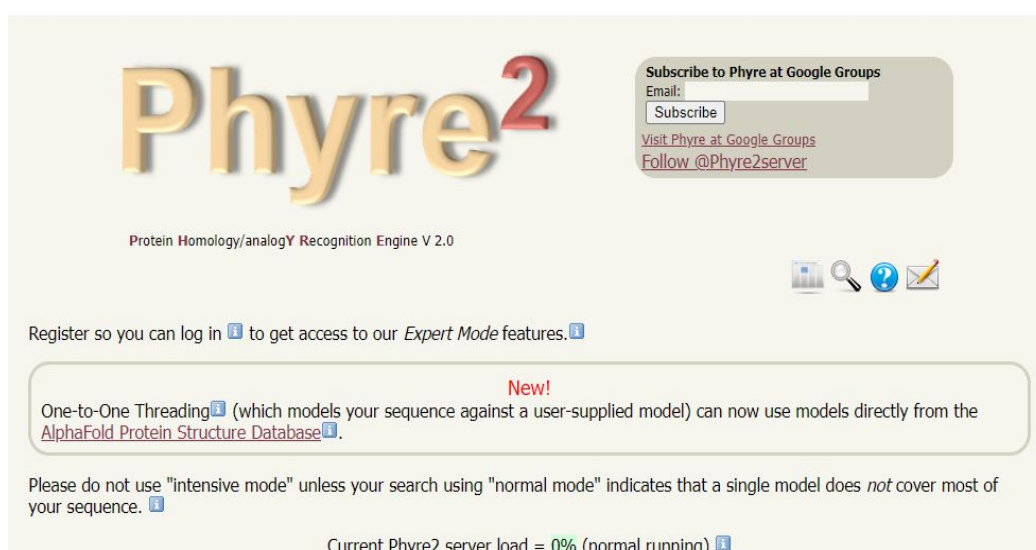 Phyre2
Protein Homology/analogY Recognition Engine V 2.0
Subscribe to Phyre at Google Groups
Email:
Subscribe
Visit Phyre at Google Groups
Follow @Phyre2server
Register so you can log in to get access to our Expert Mode features.
New!
One-to-One Threading (which models your sequence against a user-supplied model) can now use models directly from the
AlphaFold Protein Structure Database.
Please do not use "intensive mode" unless your search using "normal mode" indicates that a single model does not cover most of
your sequence.
Current Phyre2 server load = 0% (normal running)